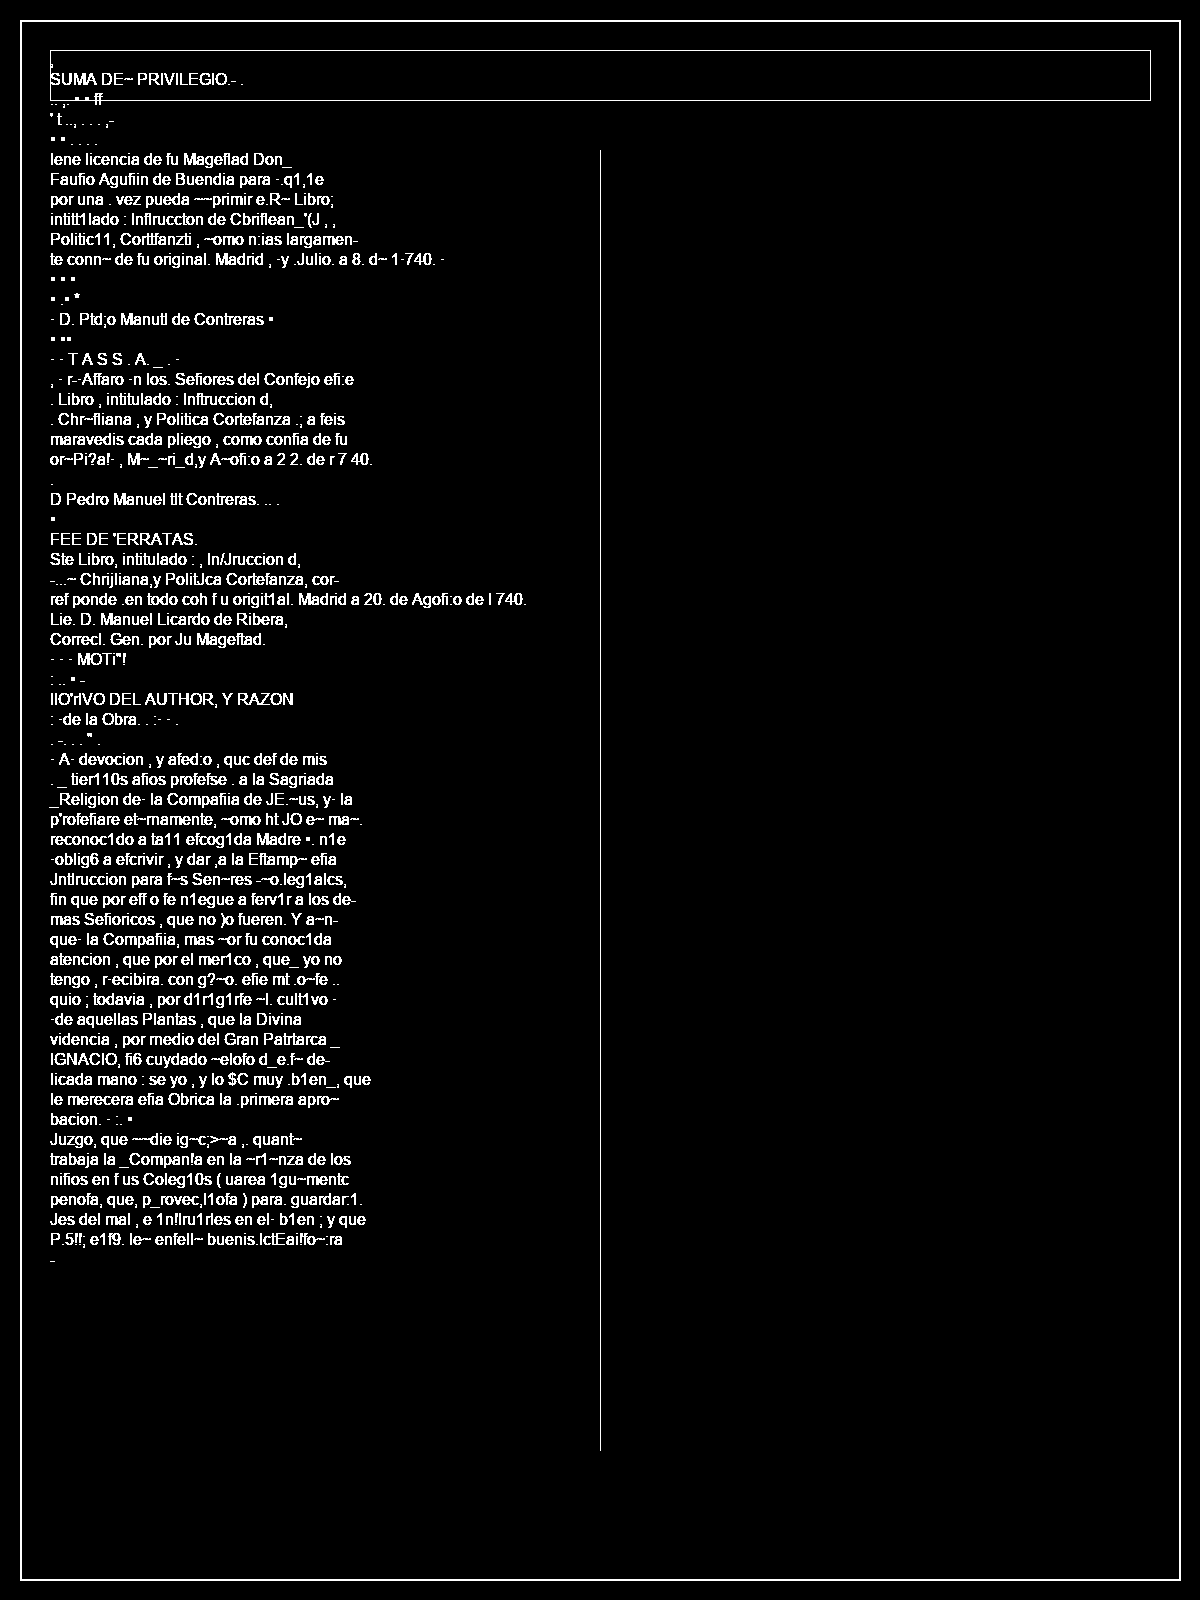 ,
SUMA DE~ PRIVILEGIO.- .
.. ,. • • ff
' t .., . . . ,-
• • . . . .
lene licencia de fu Mageflad Don_
Faufio Agufiin de Buendia para -.q1,1e
por una . vez pueda ~~primir e.R~ Libro;
intitt1lado : Inflruccton de Cbriflean_'(J , ,
Politic11, Corttfanzti , ~omo n:ias largamen-
te conn~ de fu original. Madrid , -y .Julio. a 8. d~ 1-740. -
• • •
• .• *
- D. Ptd;o Manutl de Contreras •
• ••
- - T A S S . A. _ . -
, - r--Affaro -n los. Sefiores del Confejo efi:e
. Libro , intitulado : Inftruccion d,
. Chr~fliana , y Politica Cortefanza .; a feis
maravedis cada pliego , como confia de fu
or~Pi?a!- , M~_~ri_d,y A~ofi:o a 2 2. de r 7 40.
.
D Pedro Manuel tlt Contreras. .. .
•
FEE DE 'ERRATAS.
Ste Libro, intitulado : , In/Jruccion d,
-...~ Chrijliana,y PolitJca Cortefanza, cor-
ref ponde .en todo coh f u origit1al. Madrid a 20. de Agofi:o de l 740.
Lie. D. Manuel Licardo de Ribera,
Correcl. Gen. por Ju Mageftad.
- - - MOTi"!
: .. • -
llO'rIVO DEL AUTHOR, Y RAZON
: -de la Obra. . :- - .
. -. . . " .
- A- devocion , y afed:o , quc def de mis
. _ tier110s afios profefse . a la Sagriada
_Religion de- la Compafiia de JE.~us, y- la
p'rofefiare et~rnamente, ~omo ht JO e~ ma~.
reconoc1do a ta11 efcog1da Madre •. n1e
-oblig6 a efcrivir , y dar ,a la Eftamp~ efia
Jntlruccion para f~s Sen~res -~o.leg1alcs,
fin que por eff o fe n1egue a ferv1r a los de-
mas Sefioricos , que no )o fueren. Y a~n-
que- la Compafiia, mas ~or fu conoc1da
atencion , que por el mer1co , que_ yo no
tengo , r-ecibira. con g?~o. efie mt .o~fe ..
quio ; todavia , por d1r1g1rfe ~l. cult1vo -
-de aquellas Plantas , que la Divina
videncia , por medio del Gran Patrtarca _
IGNACIO, fi6 cuydado ~elofo d_e.f~ de-
licada mano : se yo , y lo $C muy .b1en_, que
le merecera efia Obrica la .primera apro~
bacion. - :. •
Juzgo, que ~~die ig~c;>~a ,. quant~
trabaja la _Compan!a en la ~r1~nza de los
nifios en f us Coleg10s ( uarea 1gu~mentc
penofa, que, p_rovec,l1ofa ) para. guardar:1.
Jes del mal , e 1n!lru1rles en el- b1en ; y que
P.5!!; e1f9. le~ enfell~ buenis.lctEai!fo~:ra
-